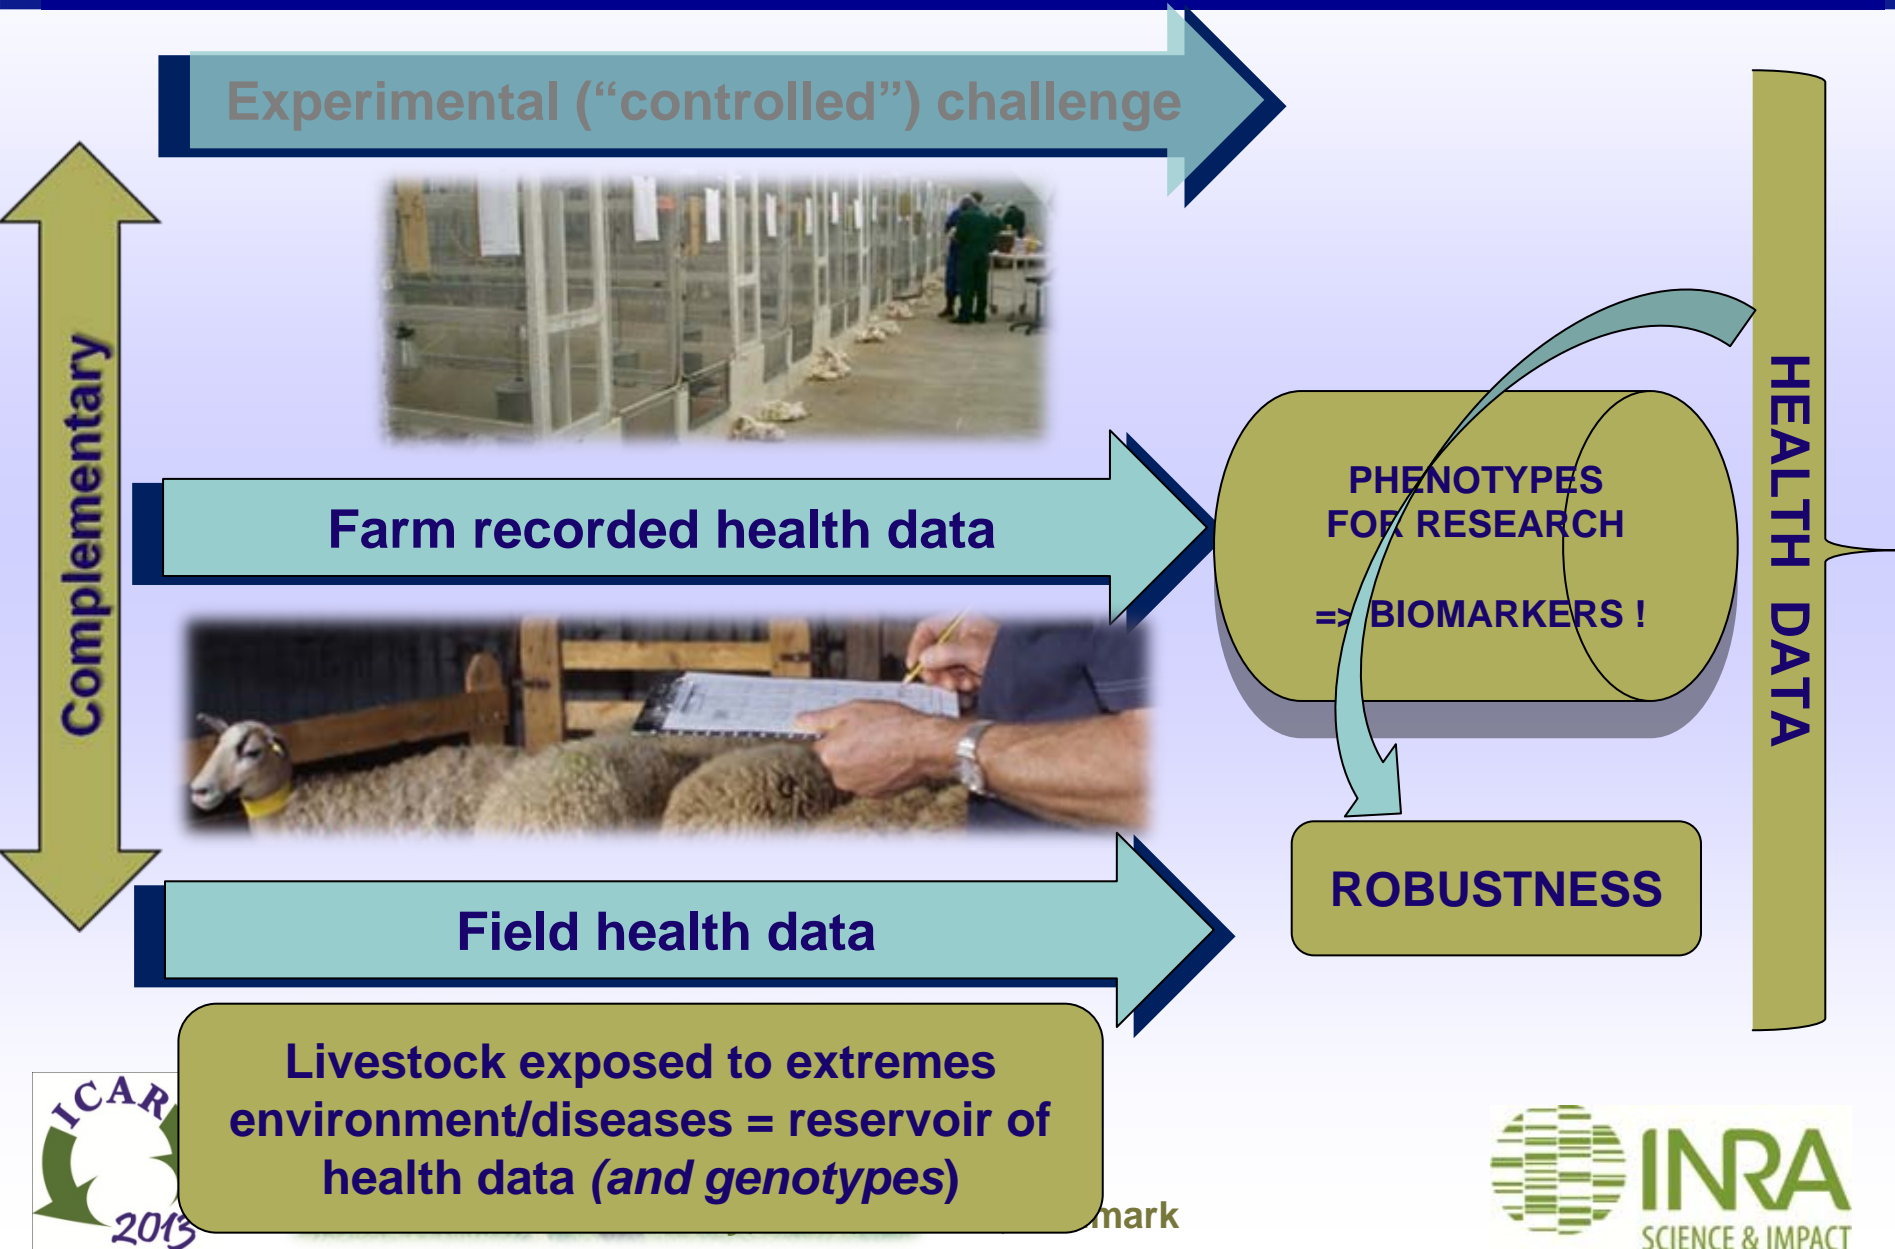 Experimental (“controlled”) challenge
Complementary
Farm recorded health data
PHENOTYPES
FOR RESEARCH
=> BIOMARKERS !
HEALTH DATA
ROBUSTNESS
Field health data
Livestock exposed to extremes
environment/diseases = reservoir of
health data (and genotypes)
ICAR
2013
mark
INRA
SCIENCE & IMPACT